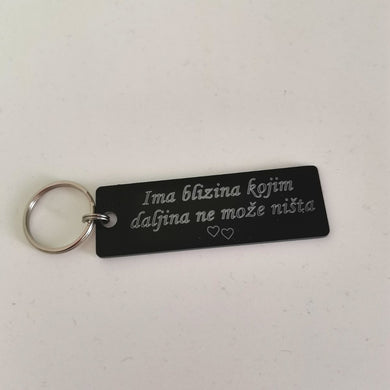 Ima blizina kojim
daljina ne može ništa
♡♡